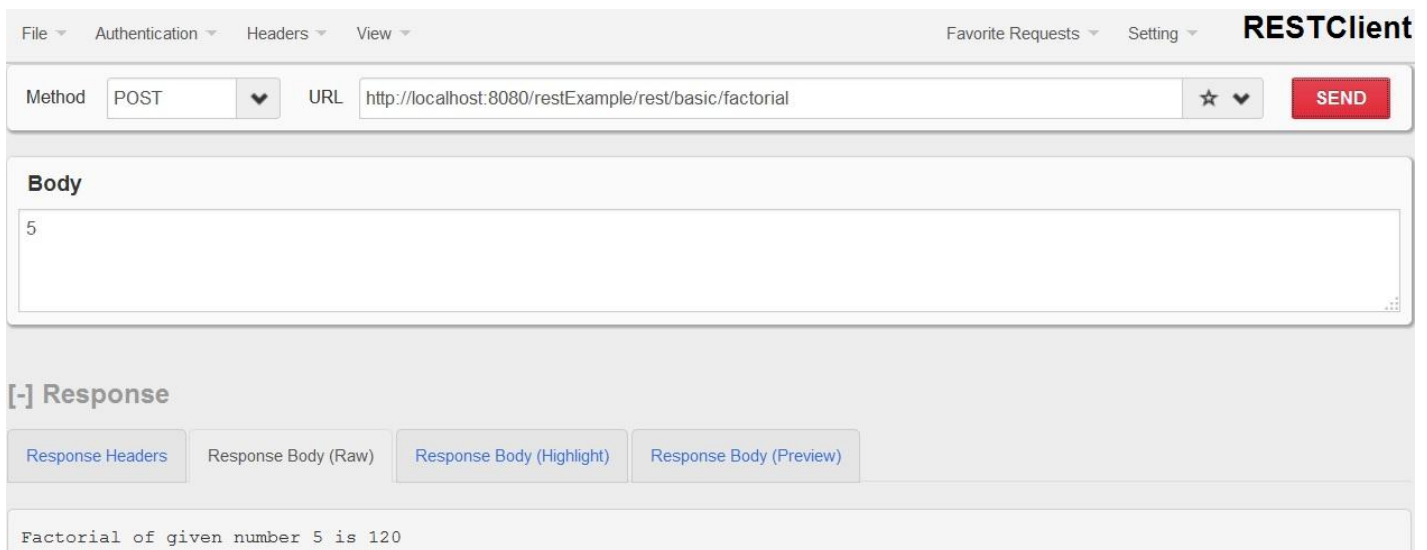 File Authentication Headers View Favorite Requests Setting RESTClient
Method POST URL http://localhost:8080/restExample/rest/basic/factorial SEND
Body
5
[-] Response
Response Headers Response Body (Raw) Response Body (Highlight) Response Body (Preview)
Factorial of given number 5 is 120